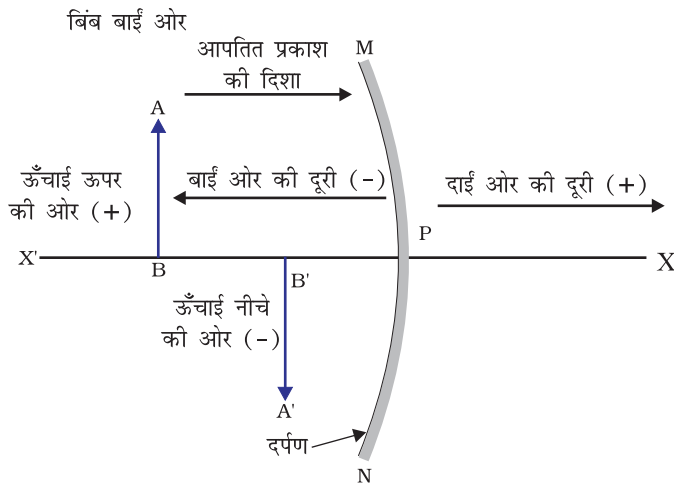 बिंब बाईं ओर
आपतित प्रकाश
की दिशा
M
A
ऊँचाई ऊपर
की ओर (+)
बाईं ओर की दूरी (-)
दाईं ओर की दूरी (+)
P
X'
B
B'
X
ऊँचाई नीचे
की ओर (-)
A'
दर्पण
N